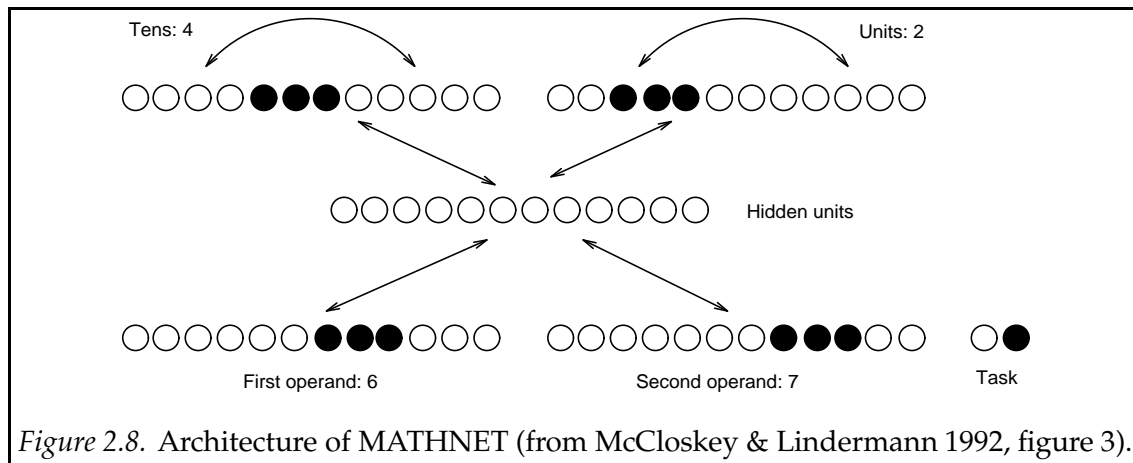 Tens: 4
Units: 2
Hidden units
First operand: 6
Second operand: 7
Task
Figure 2.8. Architecture of MATHNET (from McCloskey & Lindermann 1992, figure 3).